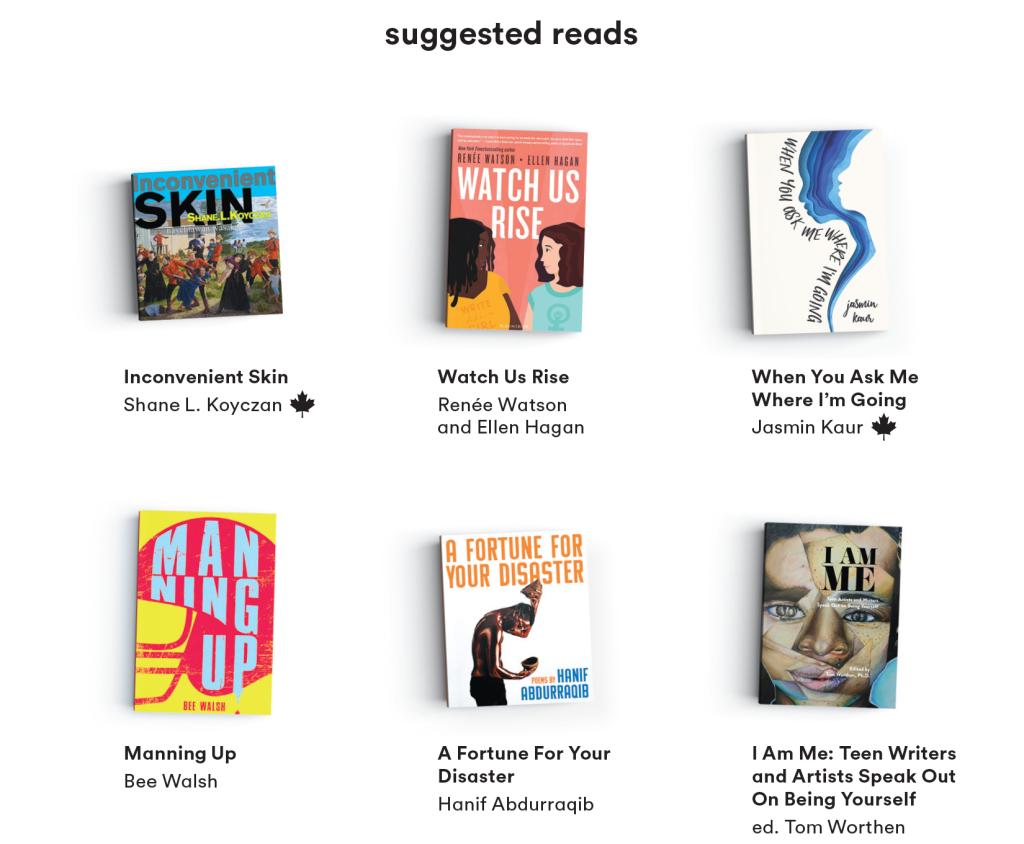 suggested reads
Inconvenient
SKIN
SHANE L. KOYCZAN
Inconvenient Skin
Shane L. Koyczan
New York Times bestselling author
RENÉE WATSON • ELLEN HAGAN
WATCH US
RISE
WRITE
GIRL
Watch Us Rise
Renée Watson
and Ellen Hagan
WHEN YOU ASK ME WHERE I'M GOING
jasmin
kaur
When You Ask Me
Where I’m Going
Jasmin Kaur
MAN
NING
UP
BEE WALSH
Manning Up
Bee Walsh
A FORTUNE FOR
YOUR DISASTER
POEMS BY HANIF
ABDURRAQIB
A Fortune For Your
Disaster
Hanif Abdurraqib
I AM
ME
Teen Artists and Writers
Speak Out on Being Yourself
Edited by
Tom Worthen, Ph.D.
I Am Me: Teen Writers
and Artists Speak Out
On Being Yourself
ed. Tom Worthen